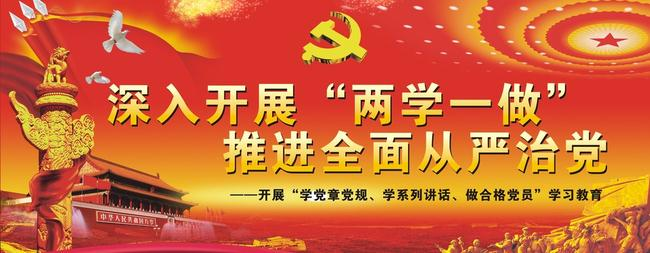 深入开展“两学一做”
推进全面从严治党
——开展“学党章党规、学系列讲话、做合格党员”学习教育
中华人民共和国万岁